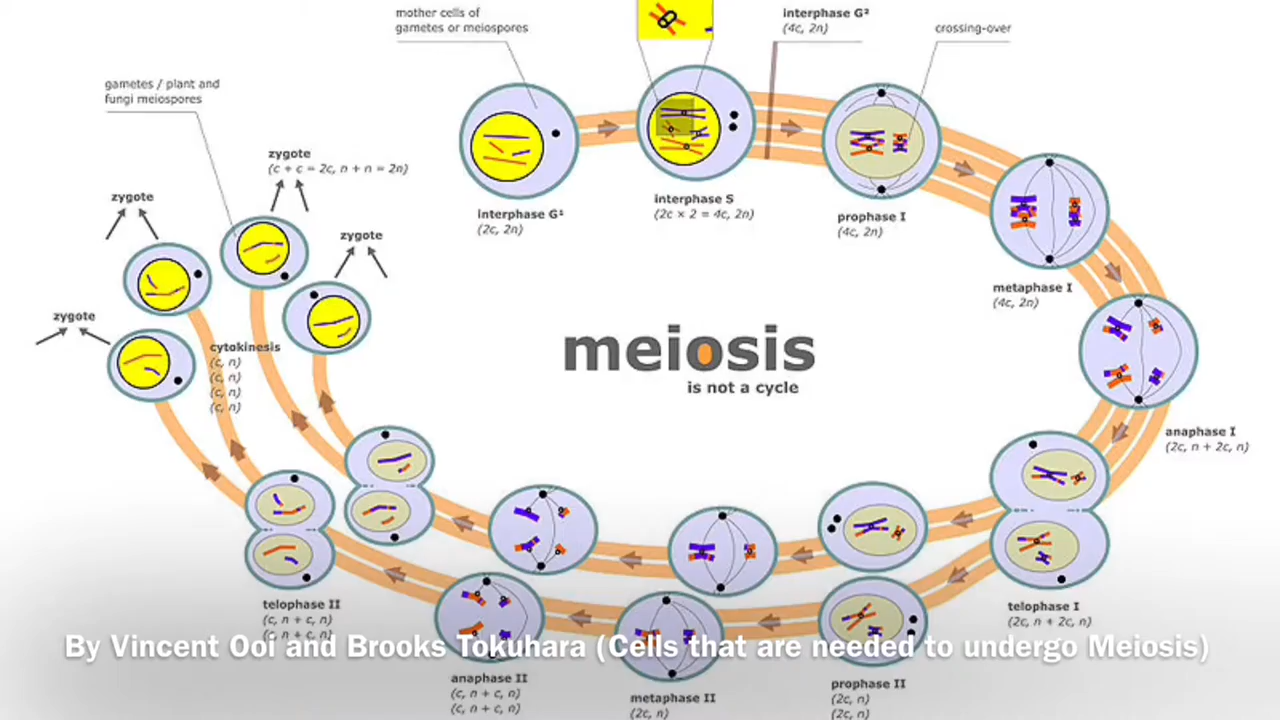 mother cells of
gametes or meiospores
interphase G²
(4c, 2n)
crossing-over
gametes / plant and
fungi meiospores
zygote
(c + c = 2c, n + n = 2n)
zygote
zygote
zygote
interphase G¹
(2c, 2n)
interphase S
(2c × 2 = 4c, 2n)
prophase I
(4c, 2n)
metaphase I
(4c, 2n)
cytokinesis
(c, n)
(c, n)
(c, n)
(c, n)
meiosis
is not a cycle
anaphase I
(2c, n + 2c, n)
telophase I
(2c, n + 2c, n)
telophase II
(c, n + c, n)
(c, n + c, n)
By Vincent Ooi and Brooks Tokuhara (Cells that are needed to undergo Meiosis)
anaphase II
(c, n + c, n)
(c, n + c, n)
metaphase II
(2c, n)
prophase II
(2c, n)
(2c, n)